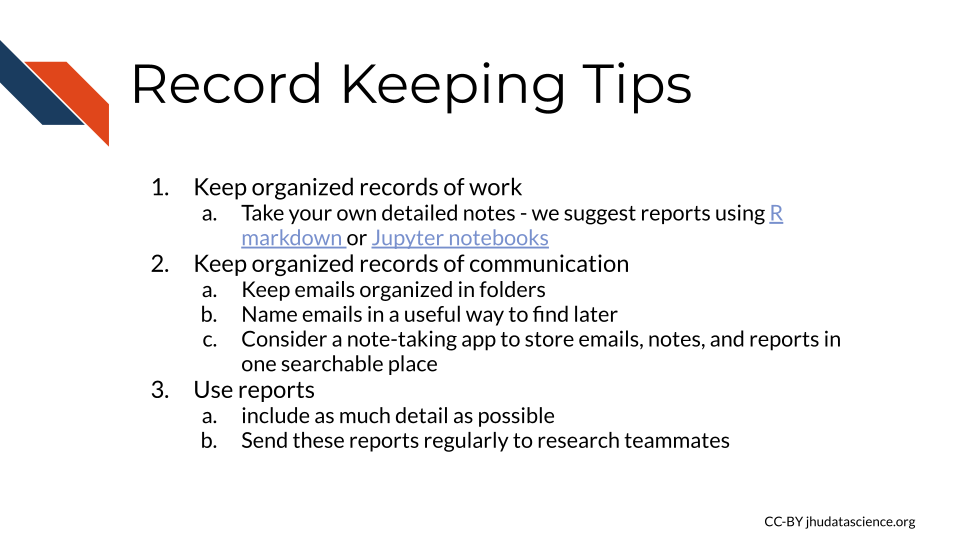 Record Keeping Tips
1. Keep organized records of work
a. Take your own detailed notes - we suggest reports using R
markdown or Jupyter notebooks
2. Keep organized records of communication
a. Keep emails organized in folders
b. Name emails in a useful way to find later
c. Consider a note-taking app to store emails, notes, and reports in
one searchable place
3. Use reports
a. include as much detail as possible
b. Send these reports regularly to research teammates
CC-BY jhudatascience.org